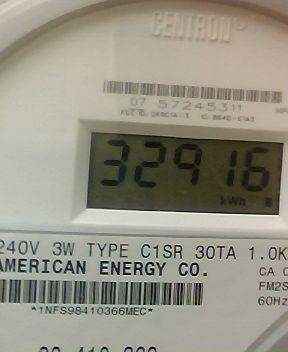 CENTRON®
07 57245311
32916
kWh
240V 3W TYPE C1SR 30TA 1.0K
AMERICAN ENERGY CO.
CA 0
FM2S
60Hz
*1NFS98410366MEC*